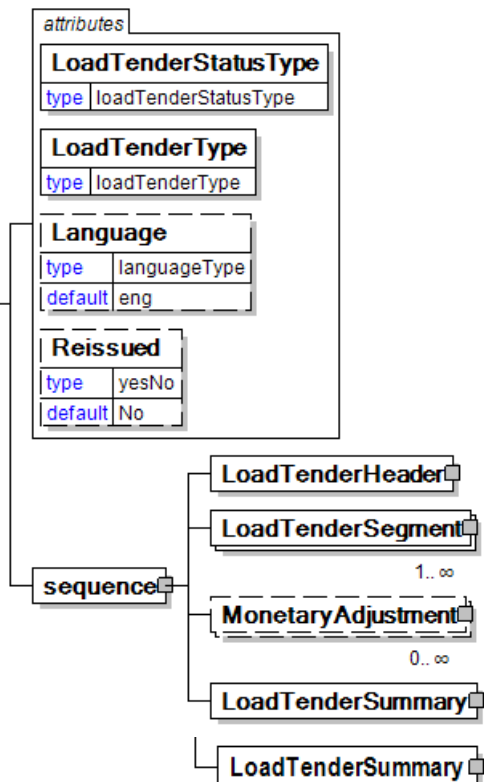 attributes
LoadTenderStatusType
type loadTenderStatusType
LoadTenderType
type loadTenderType
Language
type languageType
default eng
Reissued
type yesNo
default No
LoadTenderHeader
LoadTenderSegment
1.. ∞
sequence
MonetaryAdjustment
0.. ∞
LoadTenderSummary
LoadTenderSummary